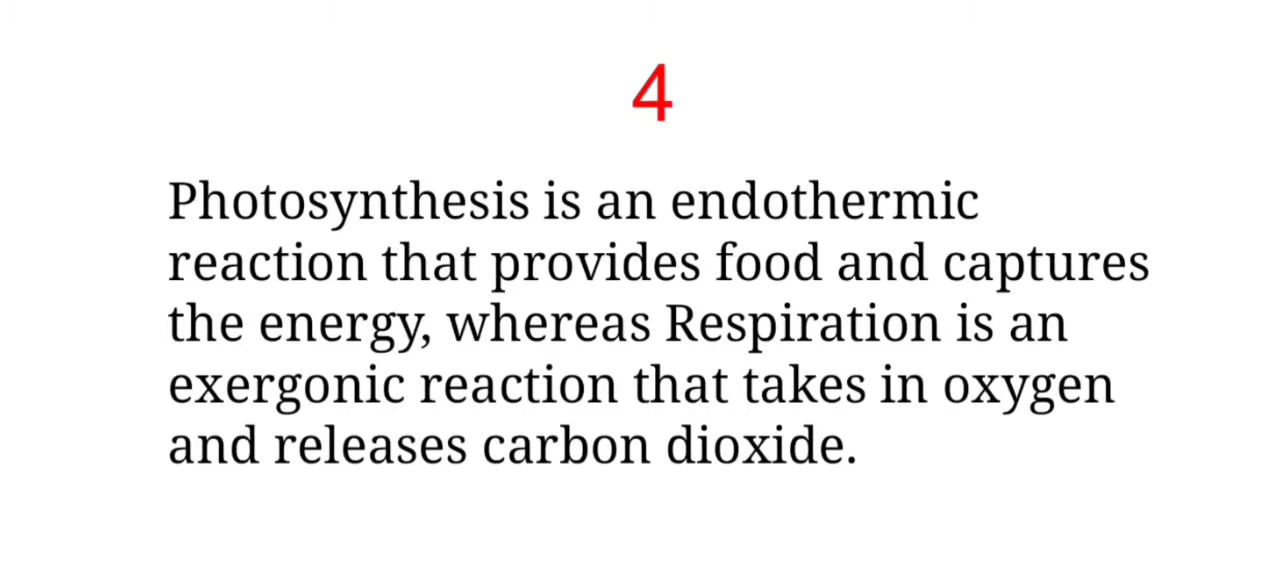 4
Photosynthesis is an endothermic
reaction that provides food and captures
the energy, whereas Respiration is an
exergonic reaction that takes in oxygen
and releases carbon dioxide.